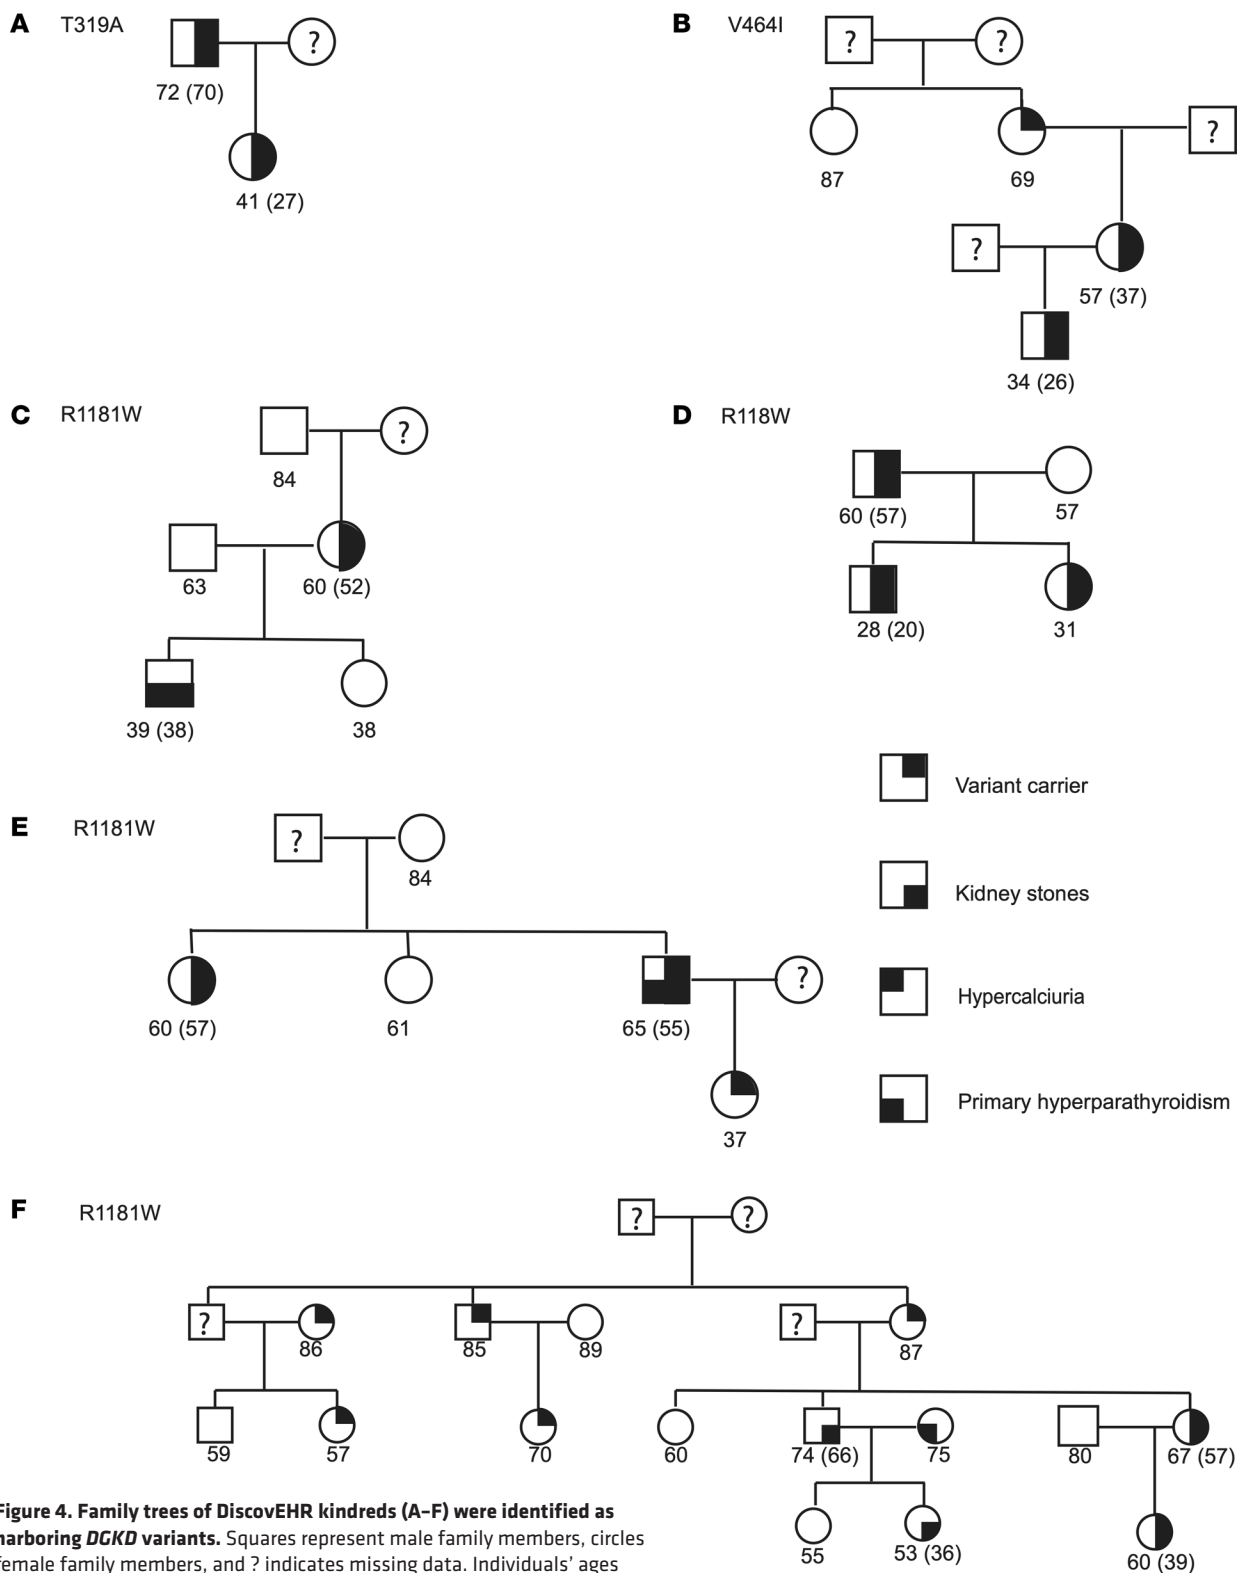 A T319A
?
72 (70)
41 (27)
B V464I
? ?
87 69 ?
?
57 (37)
34 (26)
C R1181W
?
84
63 60 (52)
39 (38) 38
D R118W
60 (57) 57
28 (20) 31
Variant carrier
Kidney stones
Hypercalciuria
Primary hyperparathyroidism
E R1181W
?
84
?
60 (57) 61 65 (55)
37
F R1181W
? ?
? ?
86 85 89 87
59 57 70 60 74 (66) 75 80 67 (57)
55 53 (36) 60 (39)
Figure 4. Family trees of DiscovEHR kindreds (A–F) were identified as
harboring DGKD variants. Squares represent male family members, circles
female family members, and ? indicates missing data. Individuals’ ages